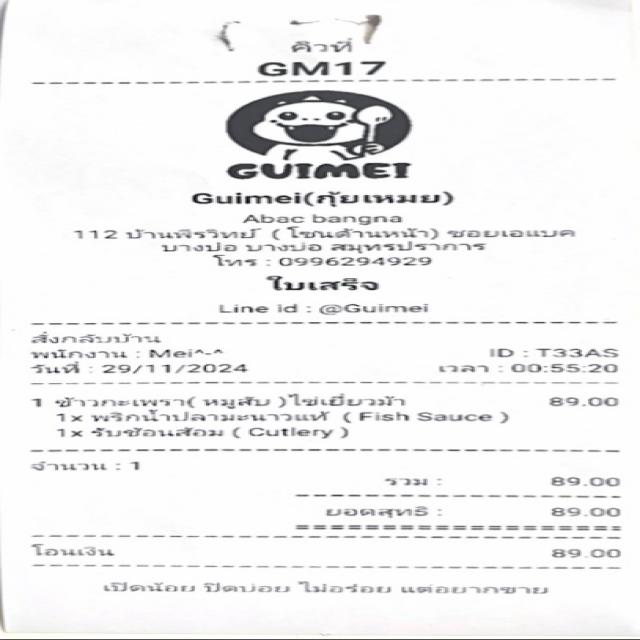 คิวที่
GM17
GUIMEI
Guimei(กุ้ยเหมย)
Abac bangna
112 บ้านพีรวิทย์ ( โซนด้านหน้า) ซอยเอแบค
บางปอ บางบ่อ สมุทรปราการ
โทร : 0996294929
ใบเสร็จ
Line id : @Guimei
สั่งกลับบ้าน
พนักงาน : Mei^-^ ID : T33AS
วันที่ : 29/11/2024 เวลา : 00:55:20
1 ข้าวกะเพรา( หมูสับ )ไข่เยี่ยวม้า 89.00
1x พริกน้ำปลามะนาวแท้ ( Fish Sauce )
1x รับช้อนส้อม ( Cutlery )
จำนวน : 1
รวม : 89.00
ยอดสุทธิ : 89.00
โอนเงิน 89.00
เปิดน้อย ปิดบ่อย ไม่อร่อย แต่อยากขาย